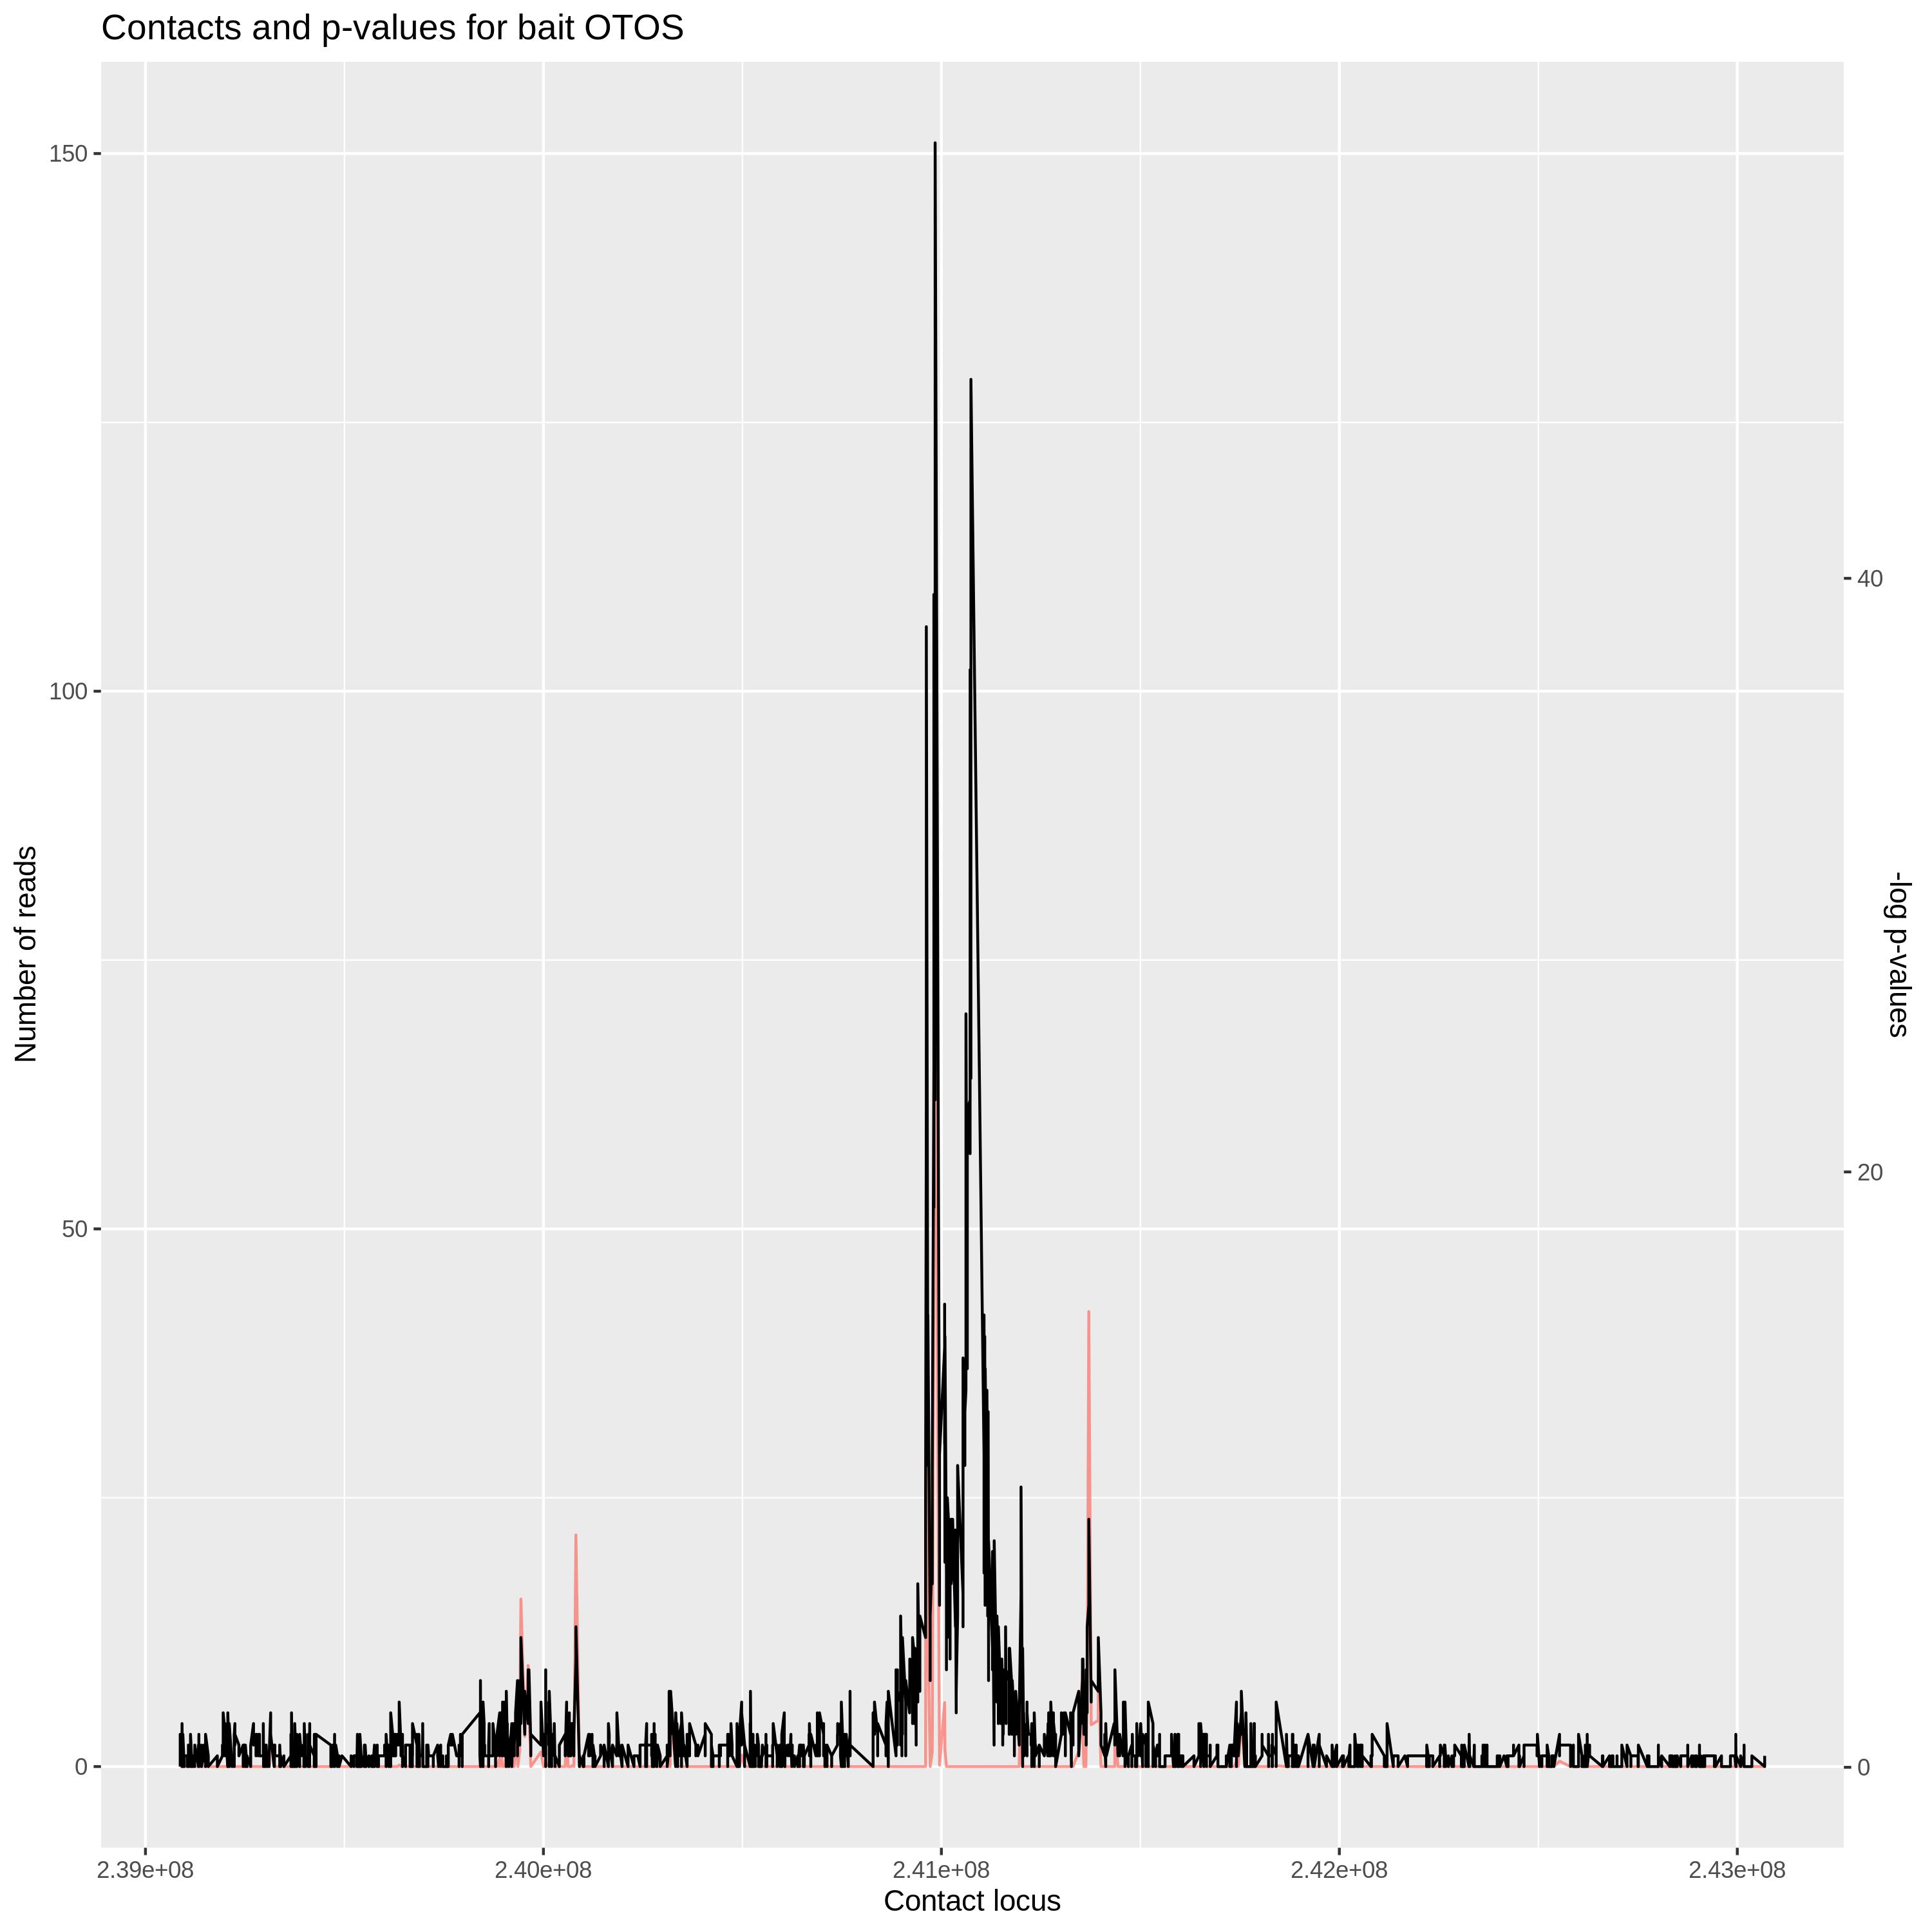 Contacts and p-values for bait OTOS
150
100
50
0
Number of reads
40
20
0
-log p-values
2.39e+08
2.40e+08
2.41e+08
2.42e+08
2.43e+08
Contact locus